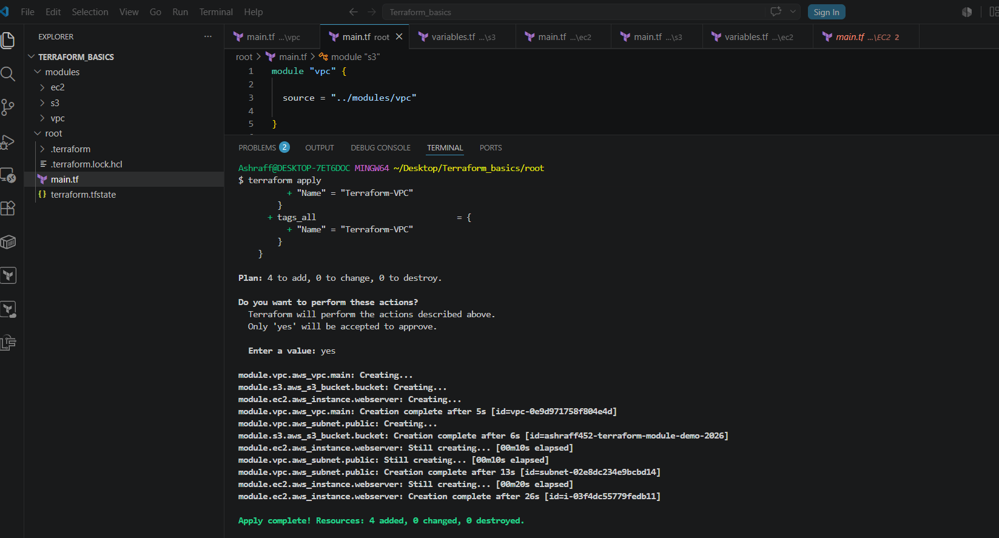 File Edit Selection View Go Run Terminal Help Terraform_basics Sign In
EXPLORER
TERRAFORM_BASICS
modules
ec2
s3
vpc
root
.terraform
.terraform.lock.hcl
main.tf
terraform.tfstate
main.tf ...\vpc main.tf root variables.tf ...\s3 main.tf ...\ec2 main.tf ...\s3 variables.tf ...\ec2 main.tf ...\EC2 2
root > main.tf > module "s3"
1 module "vpc" {
2
3 source = "../modules/vpc"
4
5 }
PROBLEMS 2 OUTPUT DEBUG CONSOLE TERMINAL PORTS
Ashraff@DESKTOP-7ET6DOC MINGW64 ~/Desktop/Terraform_basics/root
$ terraform apply
+ "Name" = "Terraform-VPC"
}
+ tags_all = {
+ "Name" = "Terraform-VPC"
}
}
Plan: 4 to add, 0 to change, 0 to destroy.
Do you want to perform these actions?
Terraform will perform the actions described above.
Only 'yes' will be accepted to approve.
Enter a value: yes
module.vpc.aws_vpc.main: Creating...
module.s3.aws_s3_bucket.bucket: Creating...
module.ec2.aws_instance.webserver: Creating...
module.vpc.aws_vpc.main: Creation complete after 5s [id=vpc-0e9d971758f804e4d]
module.vpc.aws_subnet.public: Creating...
module.s3.aws_s3_bucket.bucket: Creation complete after 6s [id=ashraff452-terraform-module-demo-2026]
module.ec2.aws_instance.webserver: Still creating... [00m10s elapsed]
module.vpc.aws_subnet.public: Still creating... [00m10s elapsed]
module.vpc.aws_subnet.public: Creation complete after 13s [id=subnet-02e8dc234e9bcbd14]
module.ec2.aws_instance.webserver: Still creating... [00m20s elapsed]
module.ec2.aws_instance.webserver: Creation complete after 26s [id=i-03f4dc55779fedb11]
Apply complete! Resources: 4 added, 0 changed, 0 destroyed.